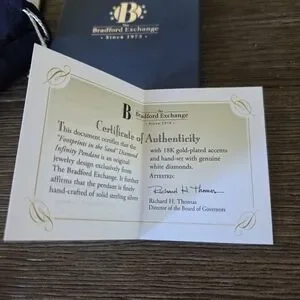 B
The
Bradford Exchange
• Since 1973 •
B
The
Bradford Exchange
Certificate of Authenticity
This document certifies that the
"Footprints in the Sand" Diamond
Infinity Pendant is an original
jewelry design exclusively from
The Bradford Exchange. It further
affirms that the pendant is finely
hand-crafted of solid sterling silver
with 18K gold-plated accents
and hand-set with genuine
white diamonds.
Attested:
Richard H. Thomas
Richard H. Thomas
Director of the Board of Governors